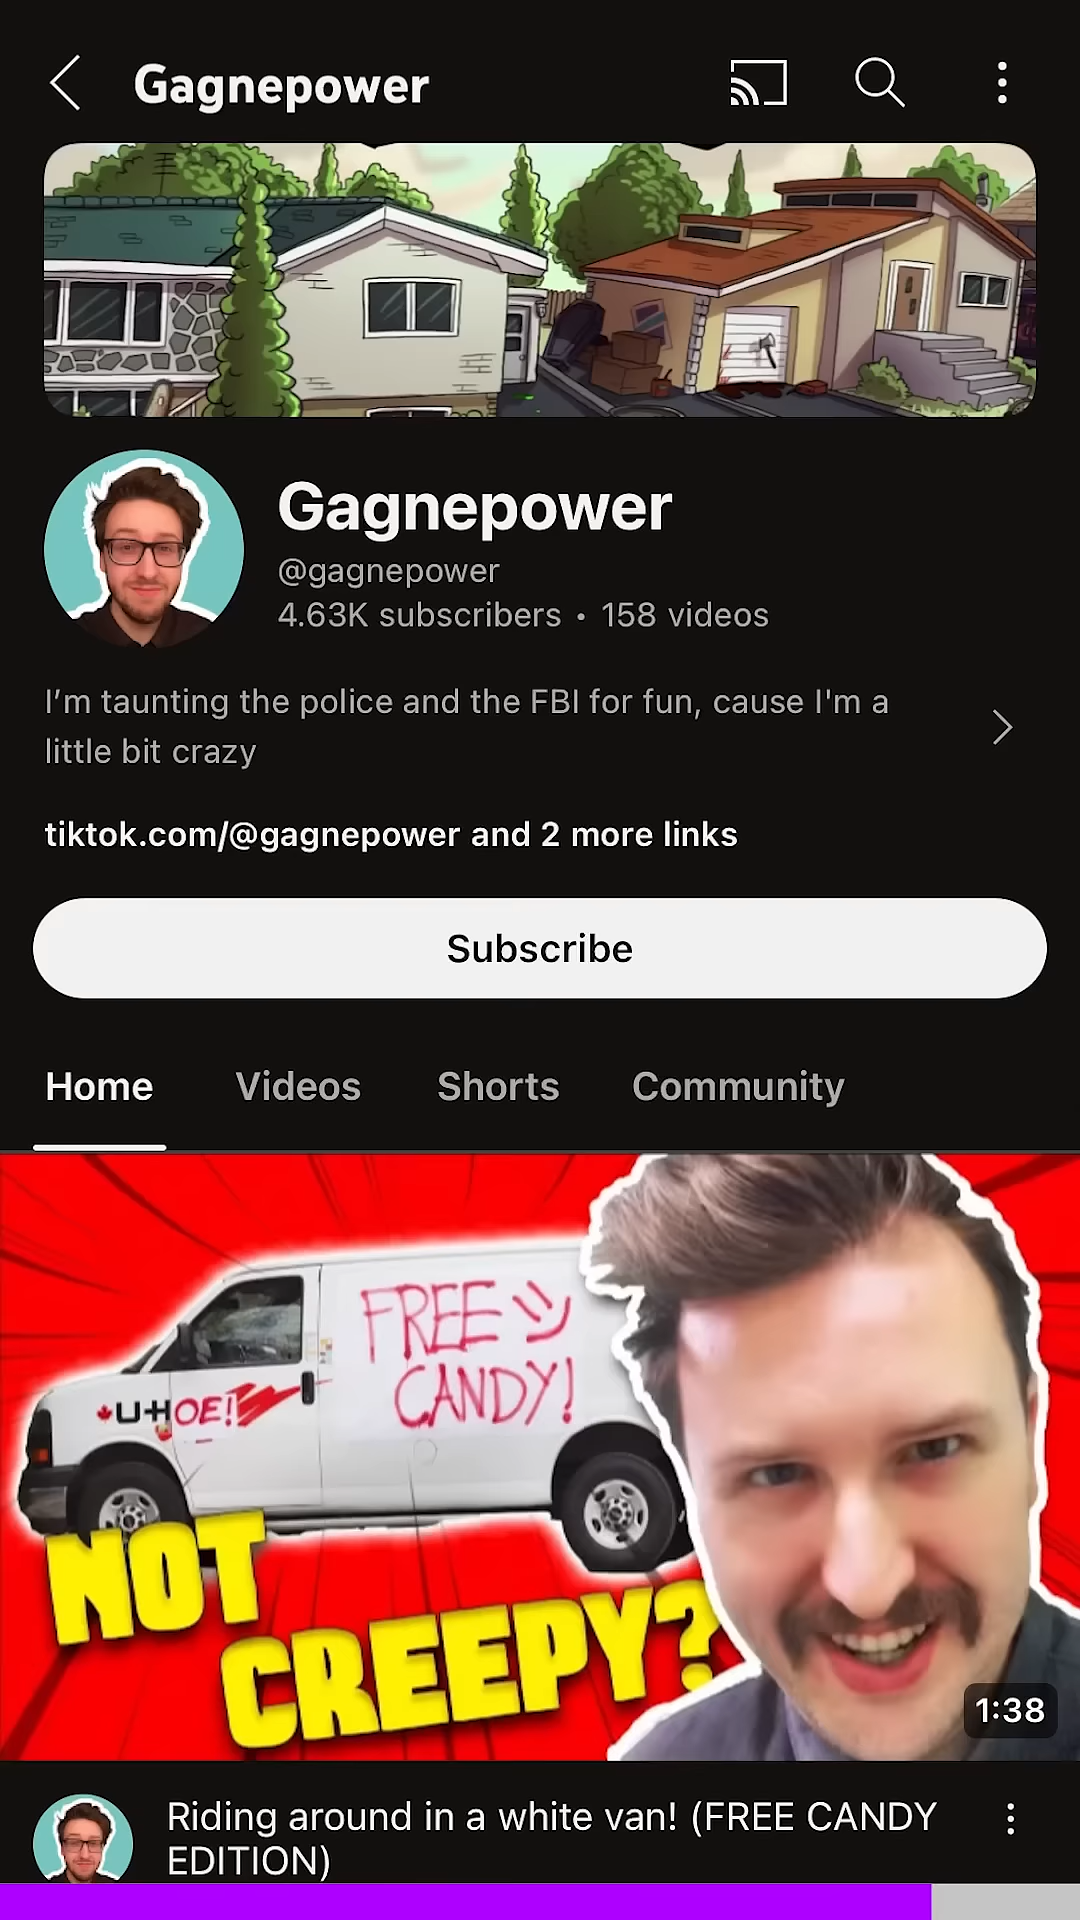 Gagnepower
Gagnepower
@gagnepower
4.63K subscribers • 158 videos
I’m taunting the police and the FBI for fun, cause I'm a
little bit crazy
tiktok.com/@gagnepower and 2 more links
Subscribe
Home Videos Shorts Community
FREE
CANDY!
U-HOE!
NOT
CREEPY?
1:38
Riding around in a white van! (FREE CANDY
EDITION)